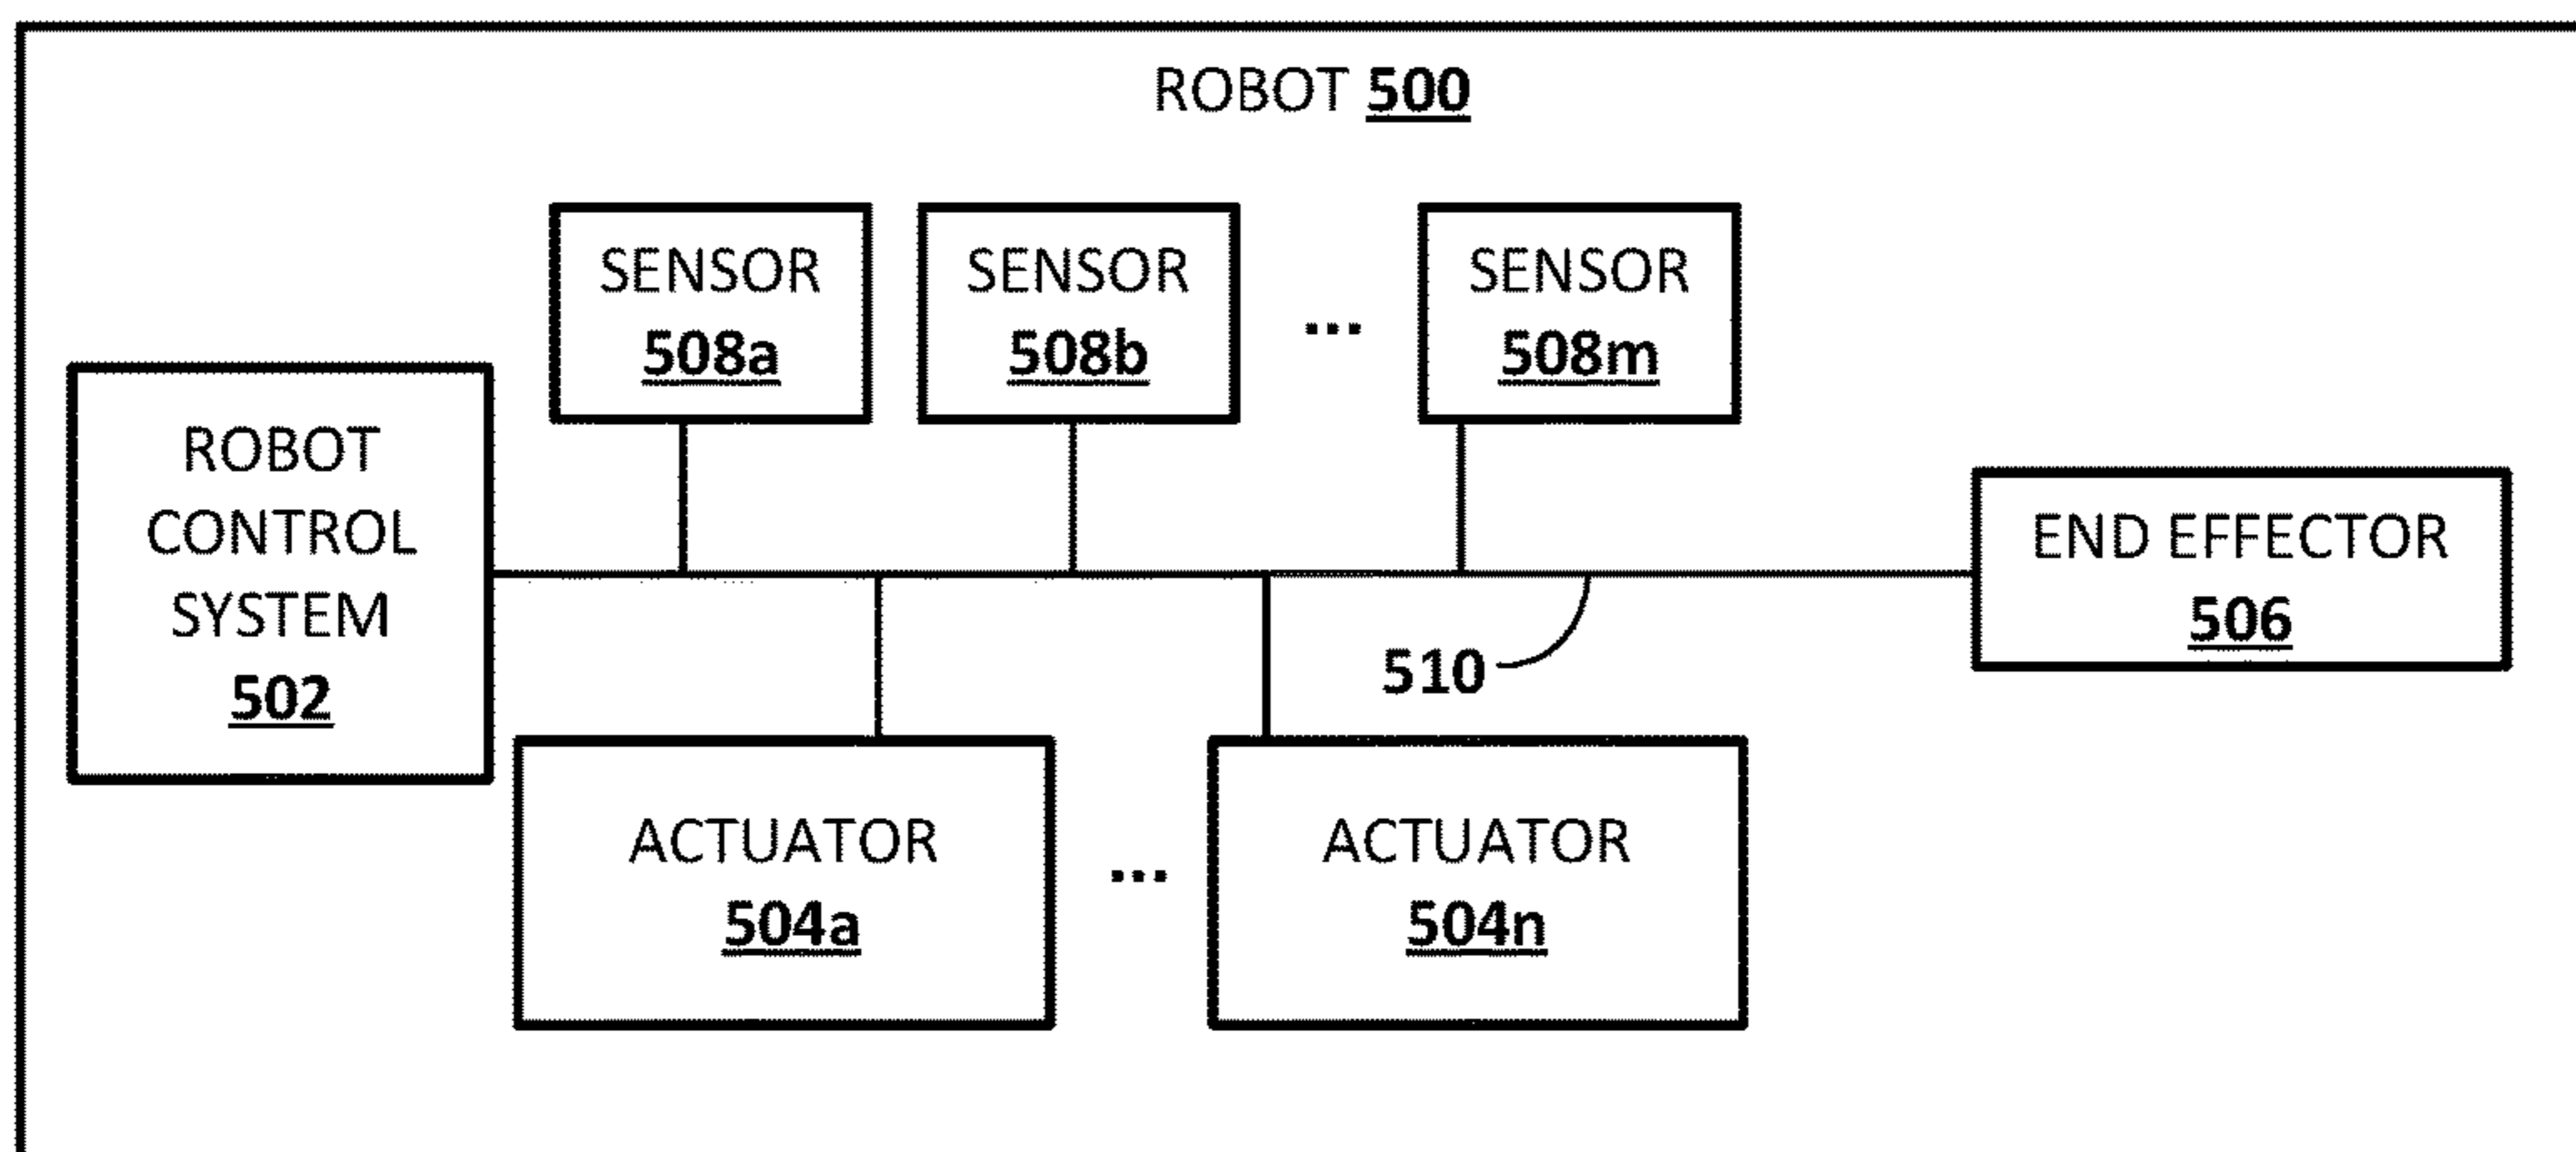 ROBOT 500
SENSOR
508a
SENSOR
508b
...
SENSOR
508m
ROBOT
CONTROL
SYSTEM
502
END EFFECTOR
506
510
ACTUATOR
504a
...
ACTUATOR
504n